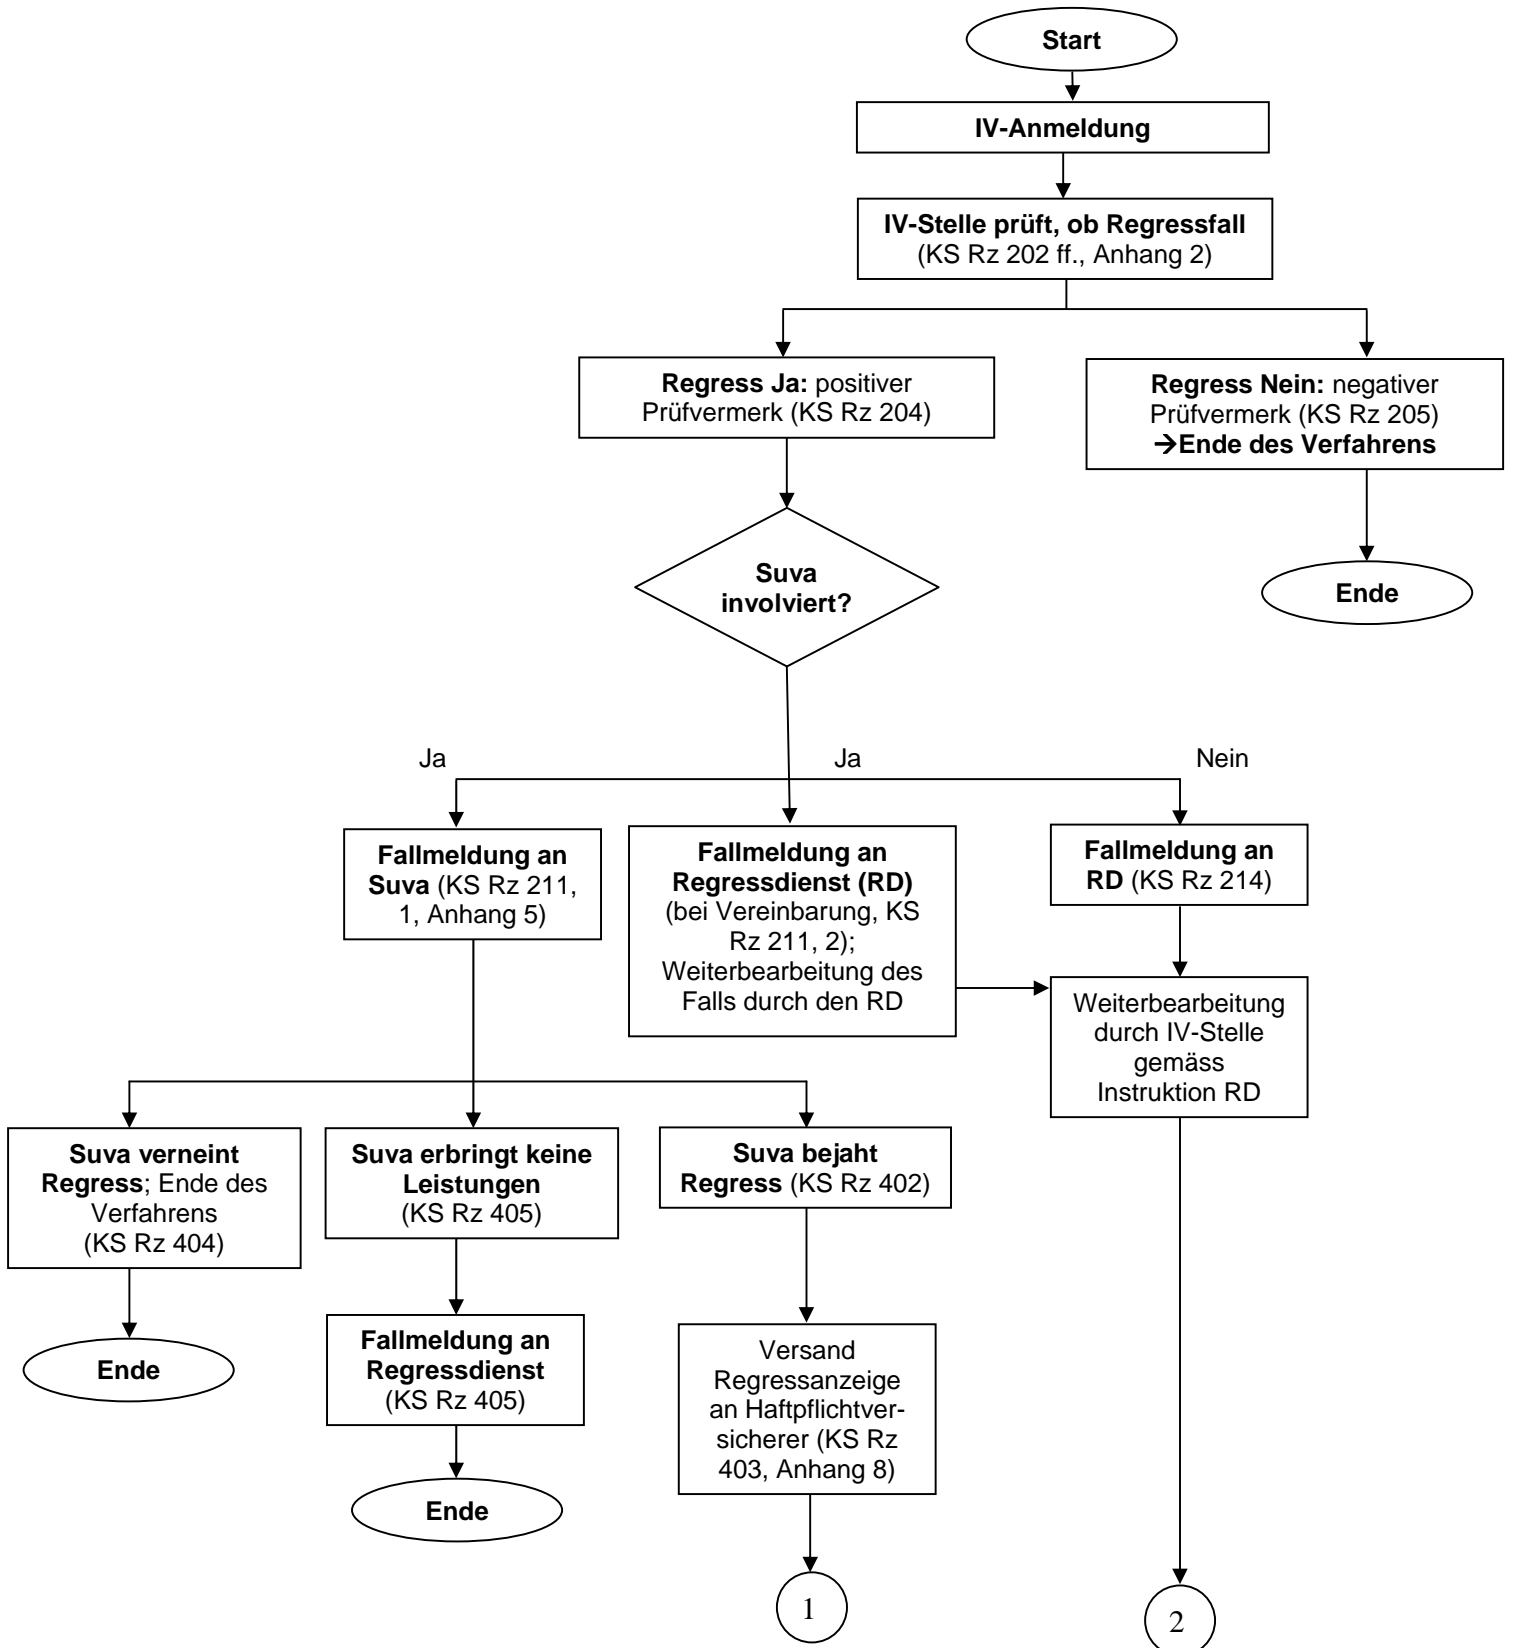 Start
IV-Anmeldung
IV-Stelle prüft, ob Regressfall
(KS Rz 202 ff., Anhang 2)
Regress Ja: positiver
Prüfvermerk (KS Rz 204)
Regress Nein: negativer
Prüfvermerk (KS Rz 205)
→Ende des Verfahrens
Suva
involviert?
Ende
Ja
Ja
Nein
Fallmeldung an
Suva (KS Rz 211,
1, Anhang 5)
Fallmeldung an
Regressdienst (RD)
(bei Vereinbarung, KS
Rz 211, 2);
Weiterbearbeitung des
Falls durch den RD
Fallmeldung an
RD (KS Rz 214)
Weiterbearbeitung
durch IV-Stelle
gemäss
Instruktion RD
Suva verneint
Regress; Ende des
Verfahrens
(KS Rz 404)
Suva erbringt keine
Leistungen
(KS Rz 405)
Suva bejaht
Regress (KS Rz 402)
Ende
Fallmeldung an
Regressdienst
(KS Rz 405)
Versand
Regressanzeige
an Haftpflichtver-
sicherer (KS Rz
403, Anhang 8)
Ende
1
2